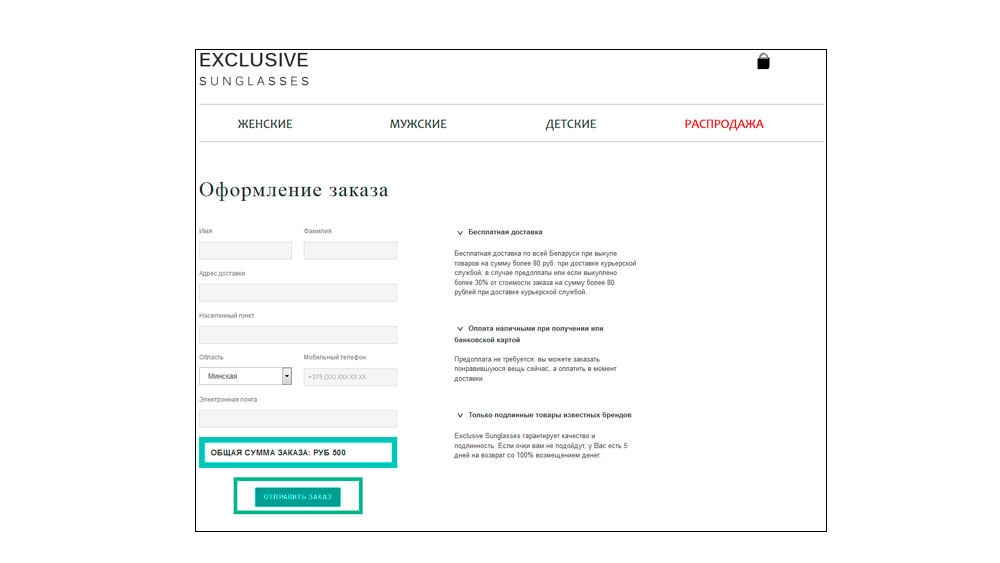 EXCLUSIVE
SUNGLASSES
ЖЕНСКИЕ МУЖСКИЕ ДЕТСКИЕ РАСПРОДАЖА
Оформление заказа
Имя Фамилия
Адрес доставки
Населенный пункт
Область Мобильный телефон
Минская +375 (XX) XXX XX XX
Электронная почта
ОБЩАЯ СУММА ЗАКАЗА: РУБ 500
ОТПРАВИТЬ ЗАКАЗ
Бесплатная доставка
Бесплатная доставка по всей Беларуси при выкупе
товаров на сумму более 80 руб. при доставке курьерской
службой; в случае предоплаты или если выкуплено
более 30% от стоимости заказа на сумму более 80
рублей при доставке курьерской службой.
Оплата наличными при получении или
банковской картой
Предоплата не требуется: вы можете заказать
понравившуюся вещь сейчас, а оплатить в момент
доставки.
Только подлинные товары известных брендов
Exclusive Sunglasses гарантирует качество и
подлинность. Если очки вам не подойдут, у Вас есть 5
дней на возврат со 100% возмещением денег.